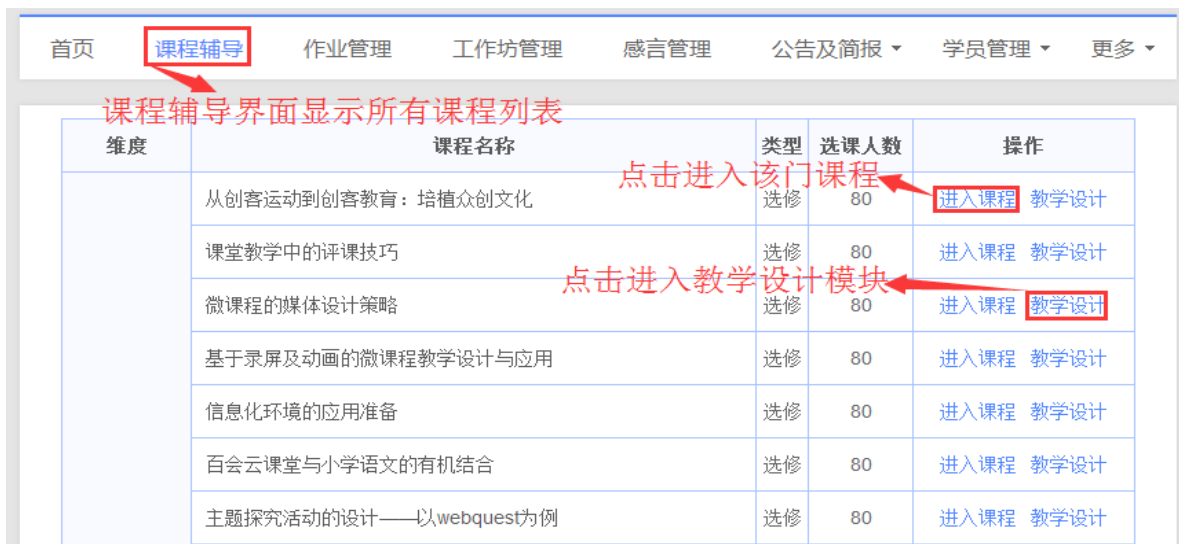 首页 课程辅导 作业管理 工作坊管理 感言管理 公告及简报 学员管理 更多
课程辅导界面显示所有课程列表
维度 课程名称 类型 选课人数 操作
点击进入该门课程
从创客运动到创客教育：培植众创文化 选修 80 进入课程 教学设计
课堂教学中的评课技巧 选修 80 进入课程 教学设计
点击进入教学设计模块
微课程的媒体设计策略 选修 80 进入课程 教学设计
基于录屏及动画的微课程教学设计与应用 选修 80 进入课程 教学设计
信息化环境的应用准备 选修 80 进入课程 教学设计
百会云课堂与小学语文的有机结合 选修 80 进入课程 教学设计
主题探究活动的设计——以webquest为例 选修 80 进入课程 教学设计